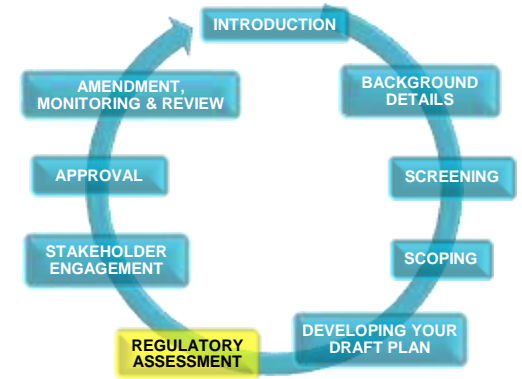 INTRODUCTION
BACKGROUND
DETAILS
SCREENING
SCOPING
DEVELOPING YOUR
DRAFT PLAN
REGULATORY
ASSESSMENT
STAKEHOLDER
ENGAGEMENT
APPROVAL
AMENDMENT,
MONITORING & REVIEW